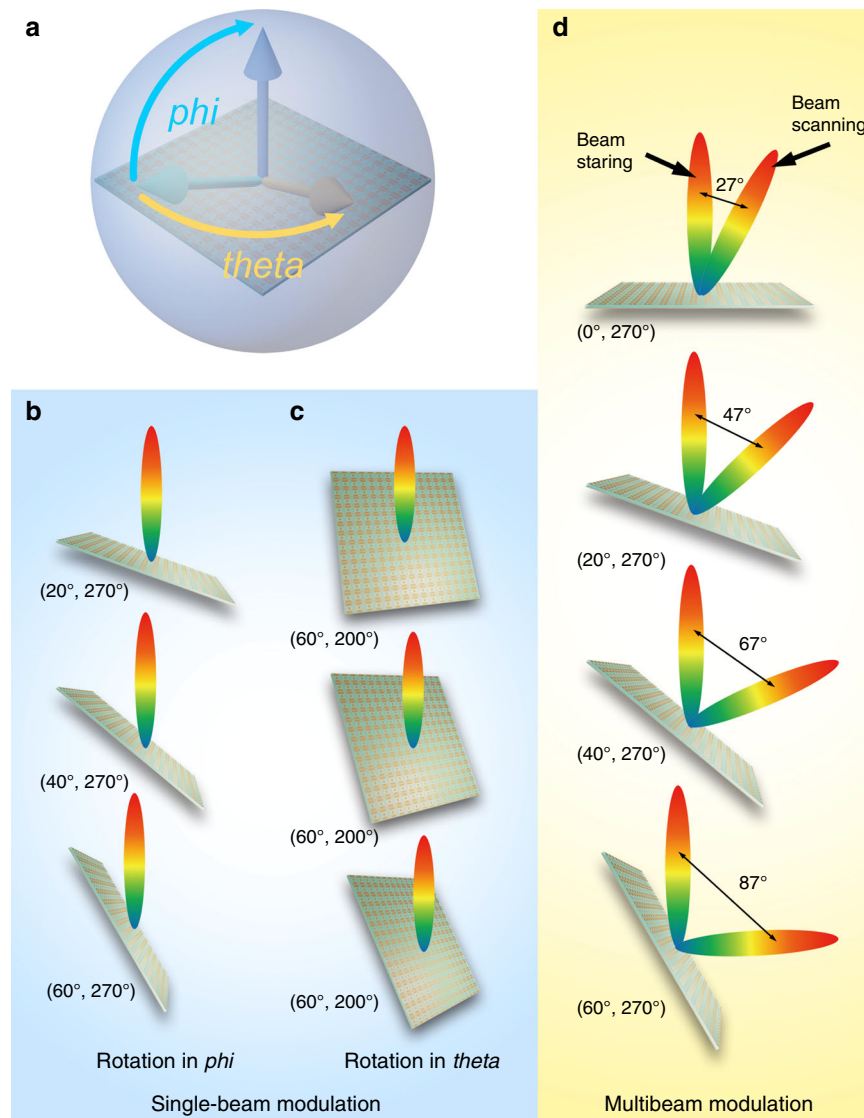 a
phi
theta
b
(20°, 270°)
(40°, 270°)
(60°, 270°)
Rotation in phi
c
(60°, 200°)
(60°, 200°)
(60°, 200°)
Rotation in theta
Single-beam modulation
d
Beam
staring
Beam
scanning
27°
(0°, 270°)
47°
(20°, 270°)
67°
(40°, 270°)
87°
(60°, 270°)
Multibeam modulation